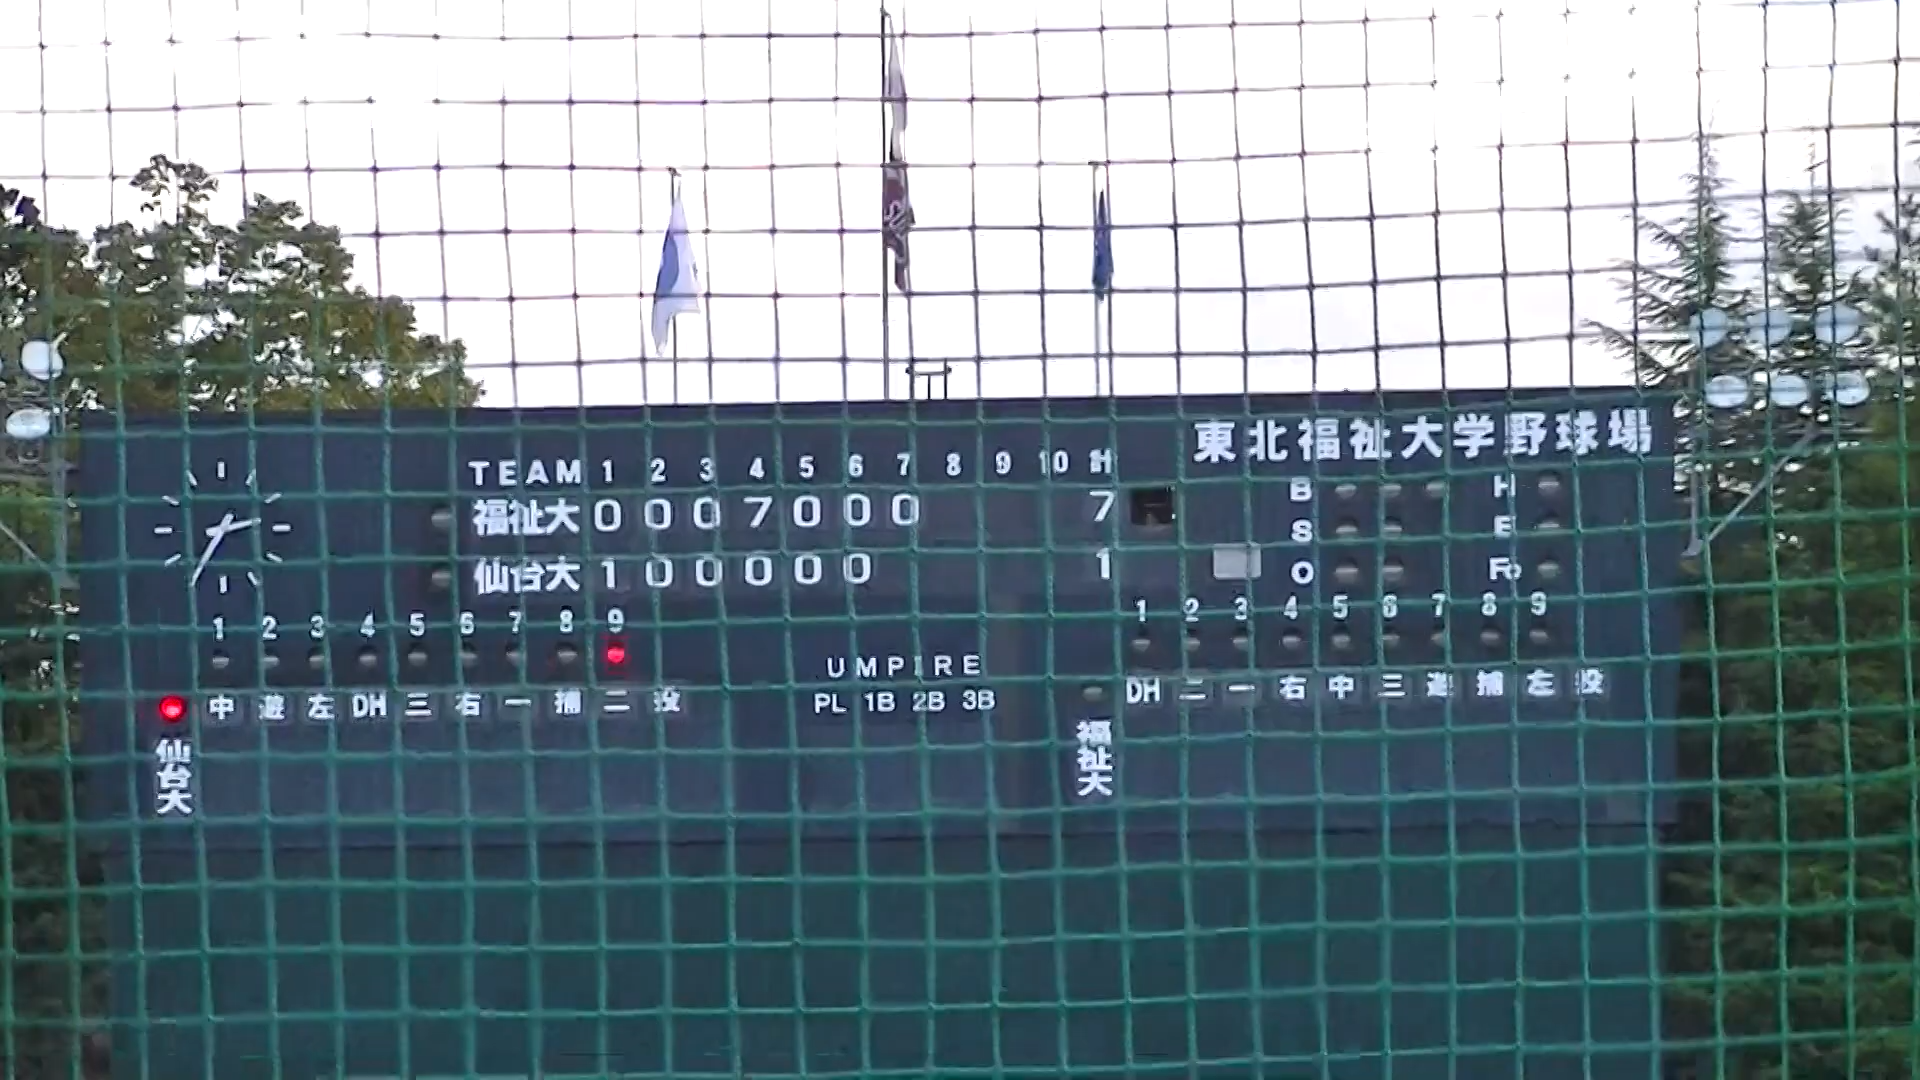 東北福祉大学野球場
TEAM 1 2 3 4 5 6 7 8 9 10 計
福祉大 0 0 0 7 0 0 0 7
仙台大 1 0 0 0 0 0 1
B H
S E
O Fc
1 2 3 4 5 6 7 8 9
中 遊 左 DH 三 右 一 捕 二 投
仙台大
UMPIRE
PL 1B 2B 3B
1 2 3 4 5 6 7 8 9
DH 二 一 右 中 三 遊 捕 左 投
福祉大